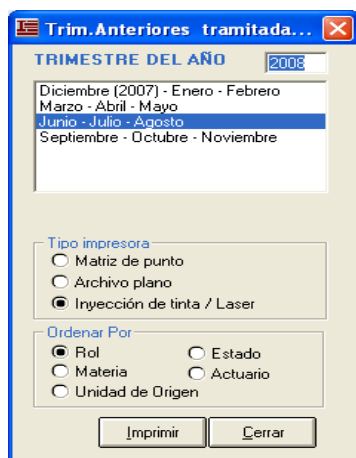 Trim.Anteriores tramitada...
TRIMESTRE DEL AÑO 2008
Diciembre (2007) - Enero - Febrero
Marzo - Abril - Mayo
Junio - Julio - Agosto
Septiembre - Octubre - Noviembre
Tipo impresora
Matriz de punto
Archivo plano
Inyección de tinta / Laser
Ordenar Por
Rol Estado
Materia Actuario
Unidad de Origen
Imprimir Cerrar